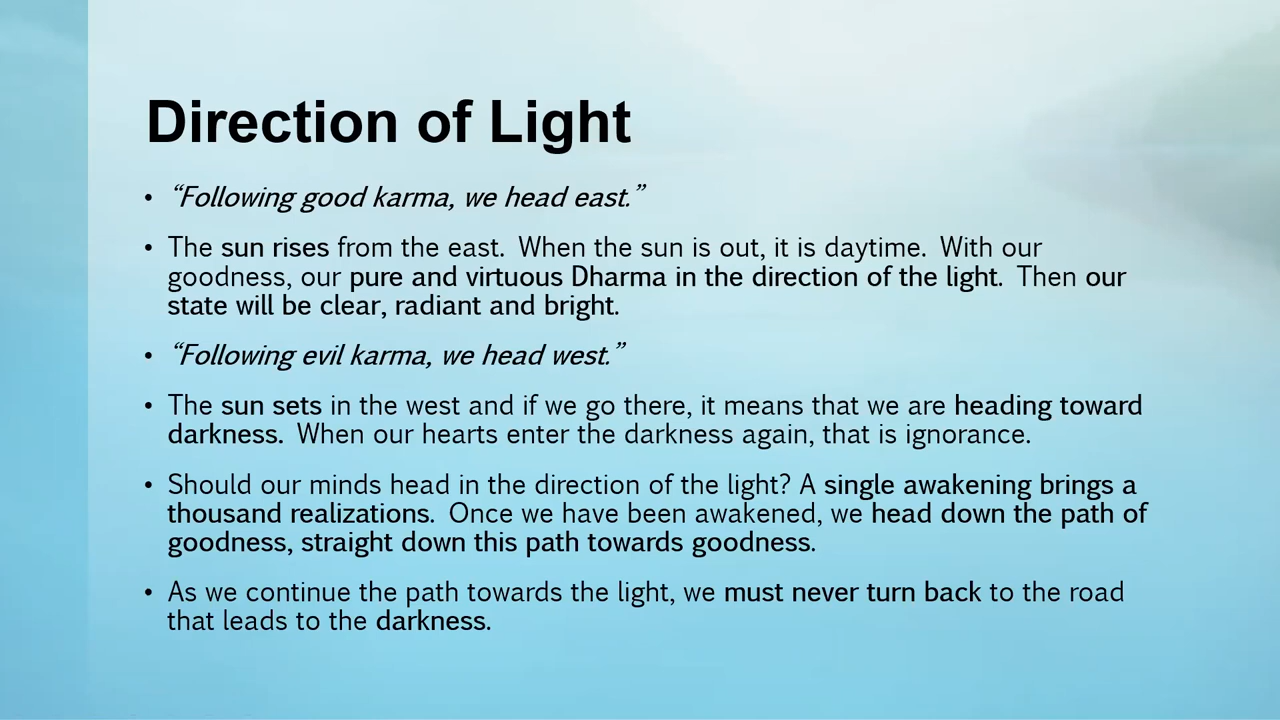 Direction of Light
• “Following good karma, we head east.”
• The sun rises from the east.  When the sun is out, it is daytime.  With our
goodness, our pure and virtuous Dharma in the direction of the light.  Then our
state will be clear, radiant and bright.
• “Following evil karma, we head west.”
• The sun sets in the west and if we go there, it means that we are heading toward
darkness.  When our hearts enter the darkness again, that is ignorance.
• Should our minds head in the direction of the light? A single awakening brings a
thousand realizations.  Once we have been awakened, we head down the path of
goodness, straight down this path towards goodness.
• As we continue the path towards the light, we must never turn back to the road
that leads to the darkness.